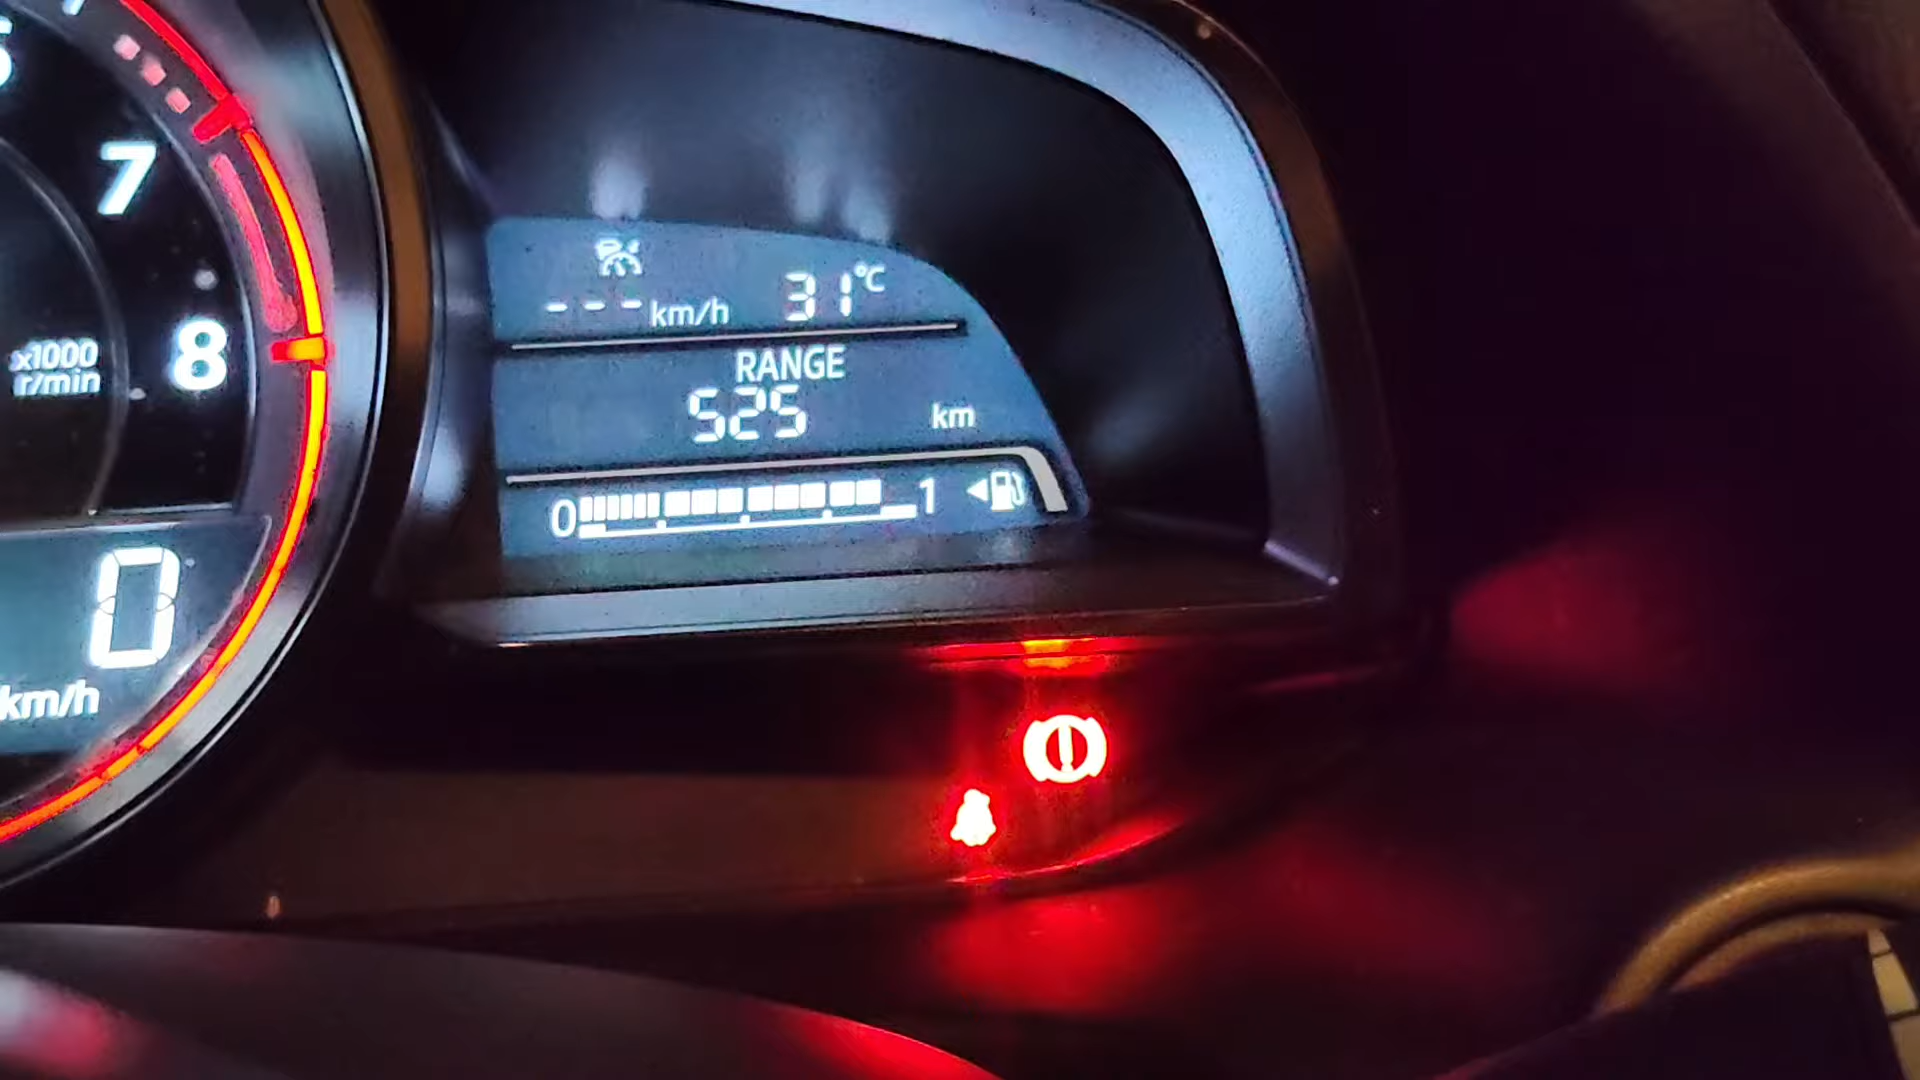 7
8
x1000
r/min
0
km/h
--- km/h 31°C
RANGE
525 km
0 1